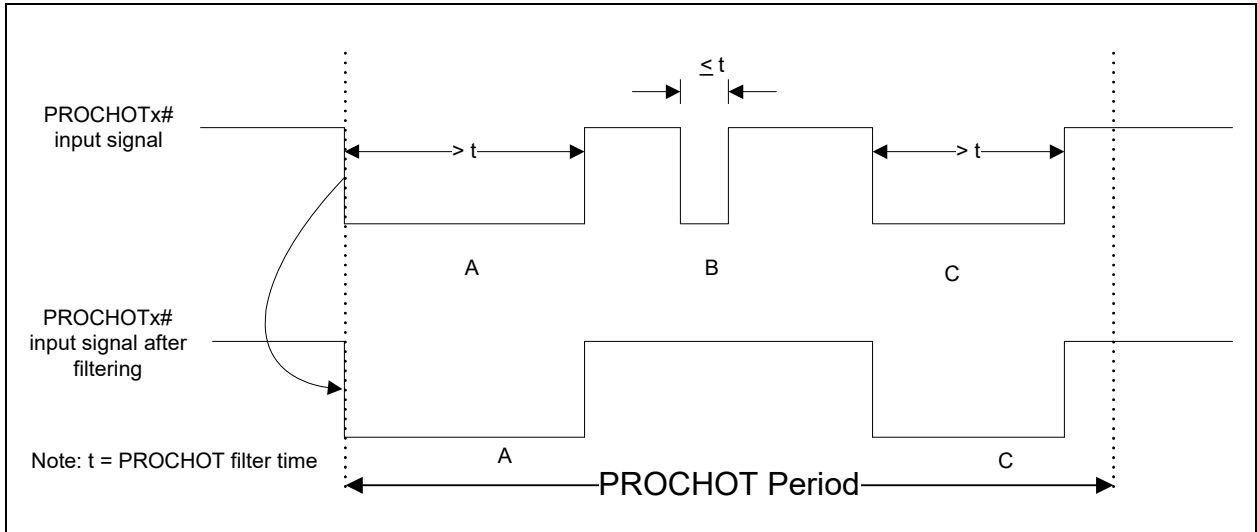 ≤ t
PROCHOTx#
input signal
> t
> t
A
B
C
PROCHOTx#
input signal after
filtering
Note: t = PROCHOT filter time
A
C
PROCHOT Period